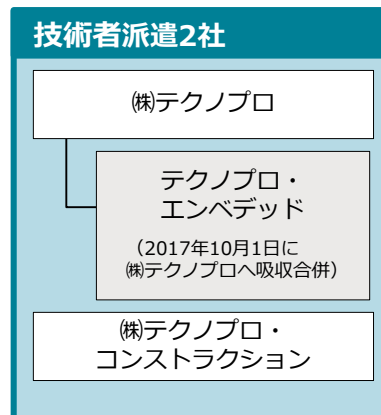 技術者派遣2社
㈱テクノプロ
テクノプロ・
エンベデッド
（2017年10月1日に
㈱テクノプロへ吸収合併）
㈱テクノプロ・
コンストラクション